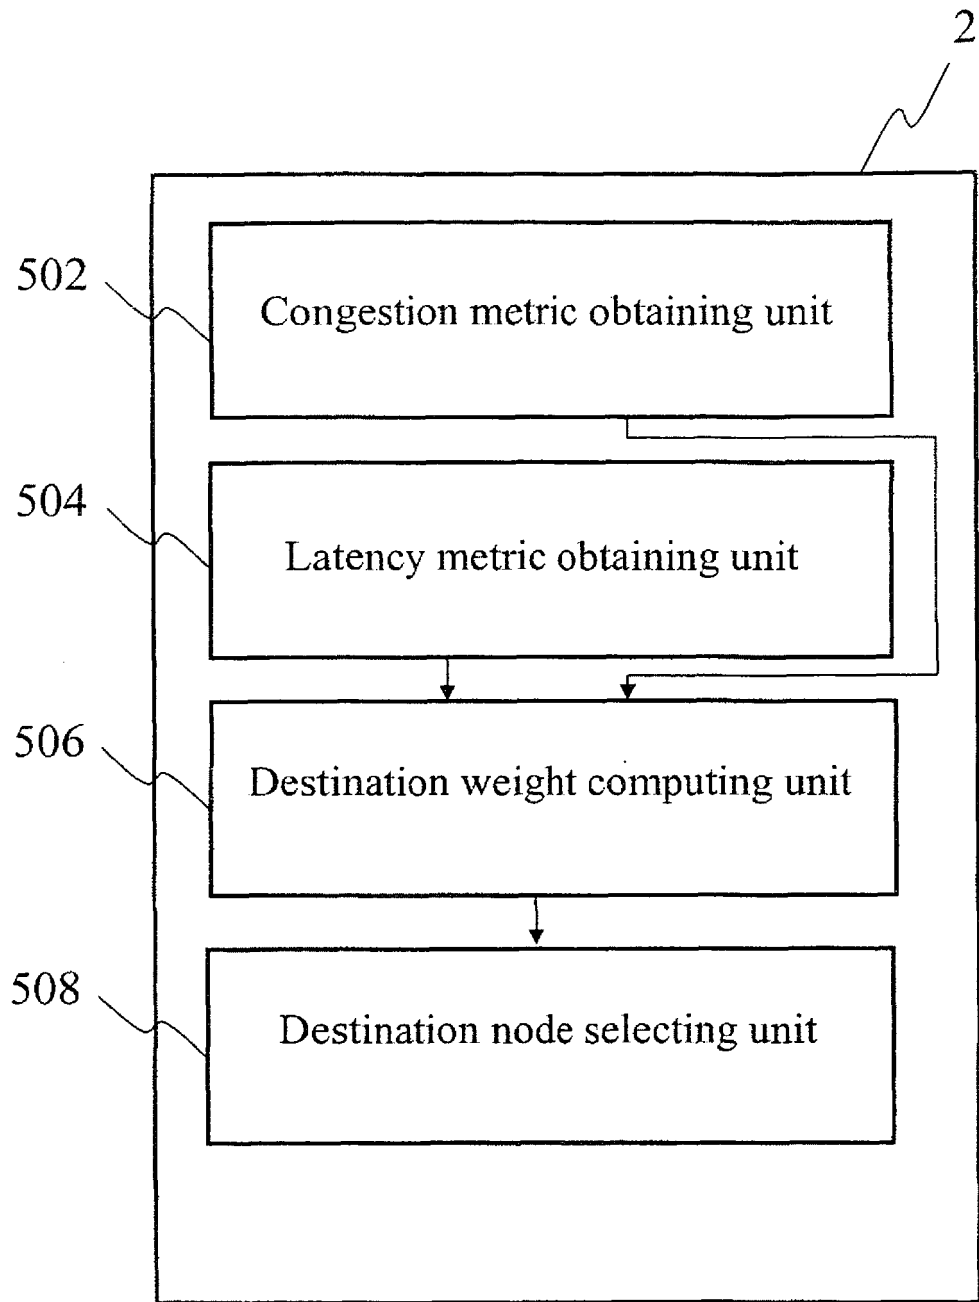 2
502
Congestion metric obtaining unit
504
Latency metric obtaining unit
506
Destination weight computing unit
508
Destination node selecting unit